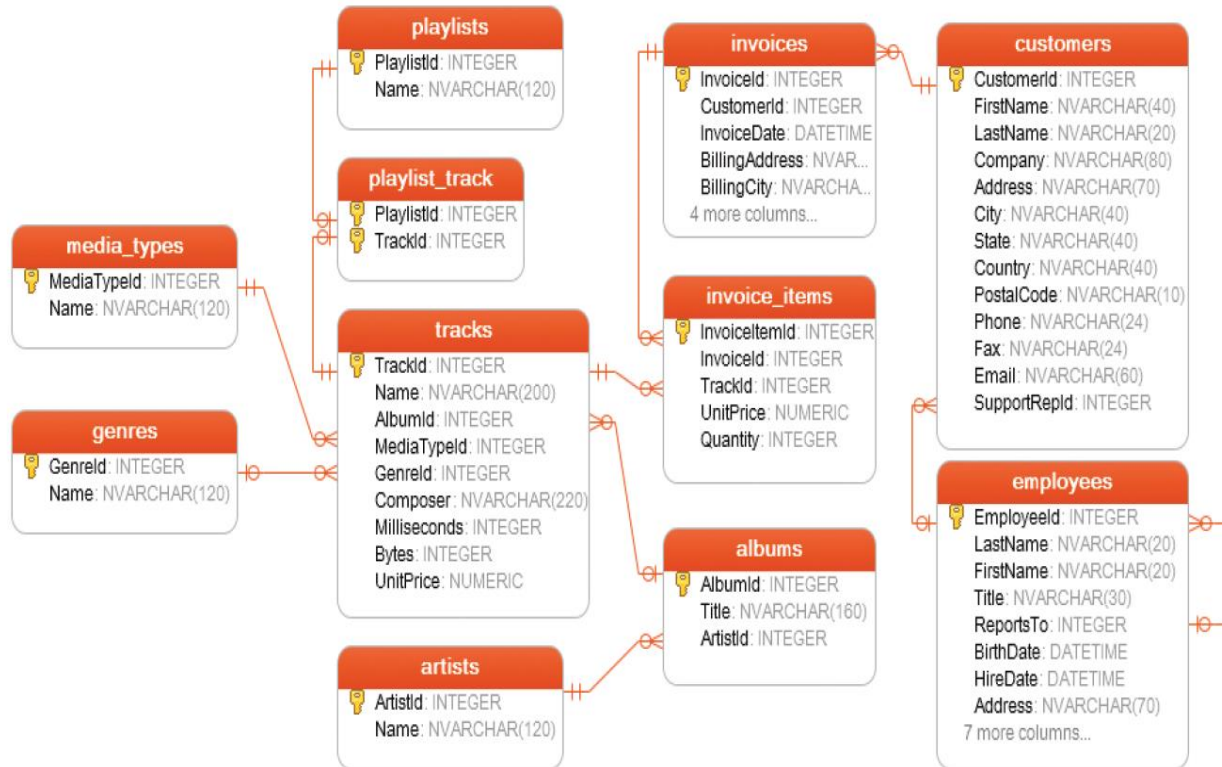 playlists
PlaylistId: INTEGER
Name: NVARCHAR(120)
playlist_track
PlaylistId: INTEGER
TrackId: INTEGER
media_types
MediaTypeId: INTEGER
Name: NVARCHAR(120)
genres
GenreId: INTEGER
Name: NVARCHAR(120)
tracks
TrackId: INTEGER
Name: NVARCHAR(200)
AlbumId: INTEGER
MediaTypeId: INTEGER
GenreId: INTEGER
Composer: NVARCHAR(220)
Milliseconds: INTEGER
Bytes: INTEGER
UnitPrice: NUMERIC
artists
ArtistId: INTEGER
Name: NVARCHAR(120)
invoices
InvoiceId: INTEGER
CustomerId: INTEGER
InvoiceDate: DATETIME
BillingAddress: NVAR...
BillingCity: NVARCHA...
4 more columns...
invoice_items
InvoiceItemId: INTEGER
InvoiceId: INTEGER
TrackId: INTEGER
UnitPrice: NUMERIC
Quantity: INTEGER
albums
AlbumId: INTEGER
Title: NVARCHAR(160)
ArtistId: INTEGER
customers
CustomerId: INTEGER
FirstName: NVARCHAR(40)
LastName: NVARCHAR(20)
Company: NVARCHAR(80)
Address: NVARCHAR(70)
City: NVARCHAR(40)
State: NVARCHAR(40)
Country: NVARCHAR(40)
PostalCode: NVARCHAR(10)
Phone: NVARCHAR(24)
Fax: NVARCHAR(24)
Email: NVARCHAR(60)
SupportRepId: INTEGER
employees
EmployeeId: INTEGER
LastName: NVARCHAR(20)
FirstName: NVARCHAR(20)
Title: NVARCHAR(30)
ReportsTo: INTEGER
BirthDate: DATETIME
HireDate: DATETIME
Address: NVARCHAR(70)
7 more columns...